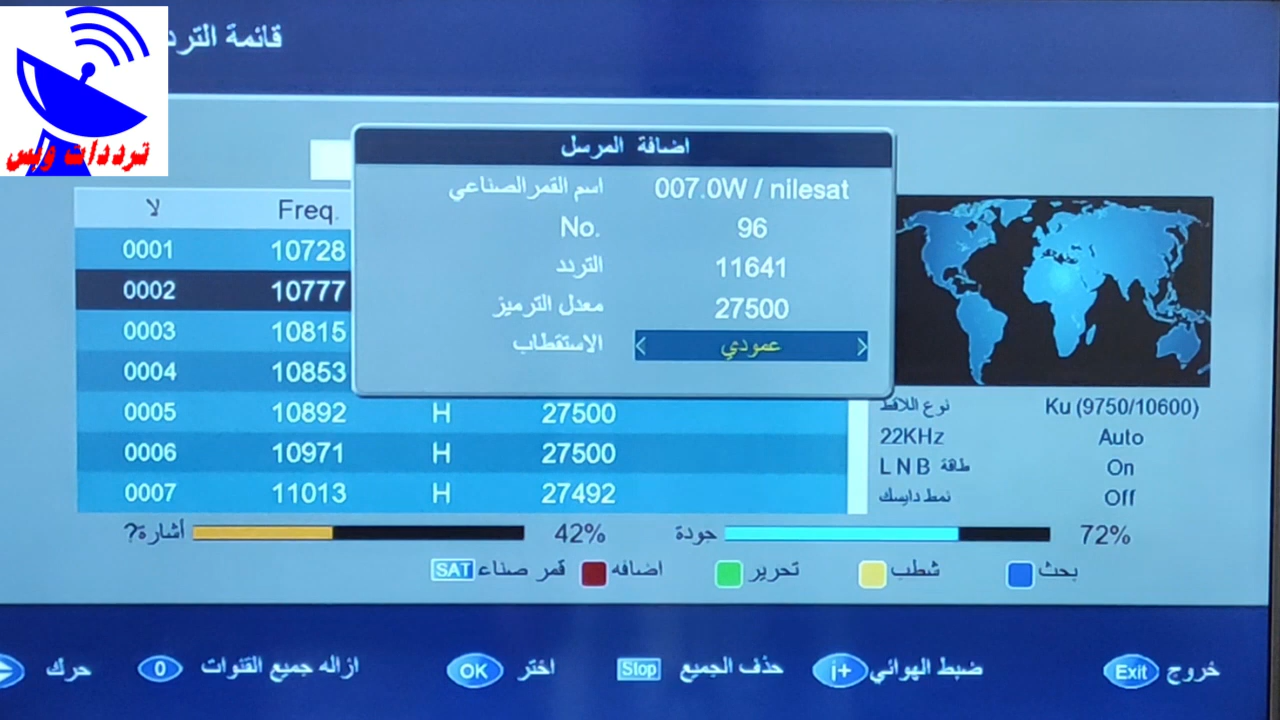 قائمة الترد
ترددات ويس
اضافة المرسل
اسم القمر الصناعي 007.0W / nilesat
No. 96
التردد 11641
معدل الترميز 27500
الاستقطاب < عمودي >
لا Freq.
0001 10728
0002 10777
0003 10815
0004 10853
0005 10892 H 27500
0006 10971 H 27500
0007 11013 H 27492
نوع اللاقط Ku (9750/10600)
22KHz Auto
طاقة LNB On
نمط دايسك Off
أشارة? 42% جودة 72%
SAT قمر صناء اضافه تحرير شطب بحث
حرك 0 ازاله جميع القنوات OK اختر Stop حذف الجميع i+ ضبط الهوائي Exit خروج